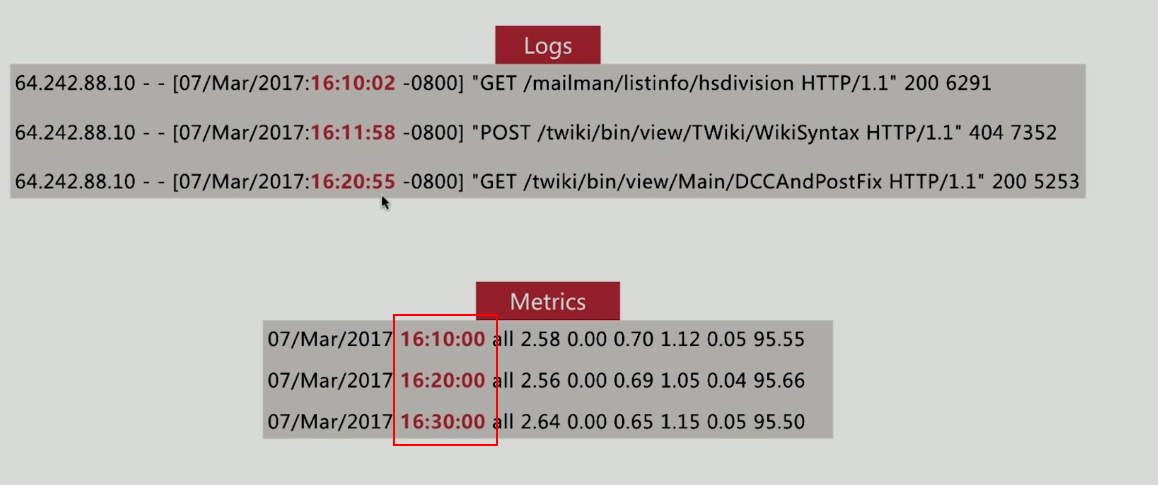 Logs
64.242.88.10 - - [07/Mar/2017:16:10:02 -0800] "GET /mailman/listinfo/hsdivision HTTP/1.1" 200 6291
64.242.88.10 - - [07/Mar/2017:16:11:58 -0800] "POST /twiki/bin/view/TWiki/WikiSyntax HTTP/1.1" 404 7352
64.242.88.10 - - [07/Mar/2017:16:20:55 -0800] "GET /twiki/bin/view/Main/DCCAndPostFix HTTP/1.1" 200 5253
Metrics
07/Mar/2017 16:10:00 all 2.58 0.00 0.70 1.12 0.05 95.55
07/Mar/2017 16:20:00 all 2.56 0.00 0.69 1.05 0.04 95.66
07/Mar/2017 16:30:00 all 2.64 0.00 0.65 1.15 0.05 95.50